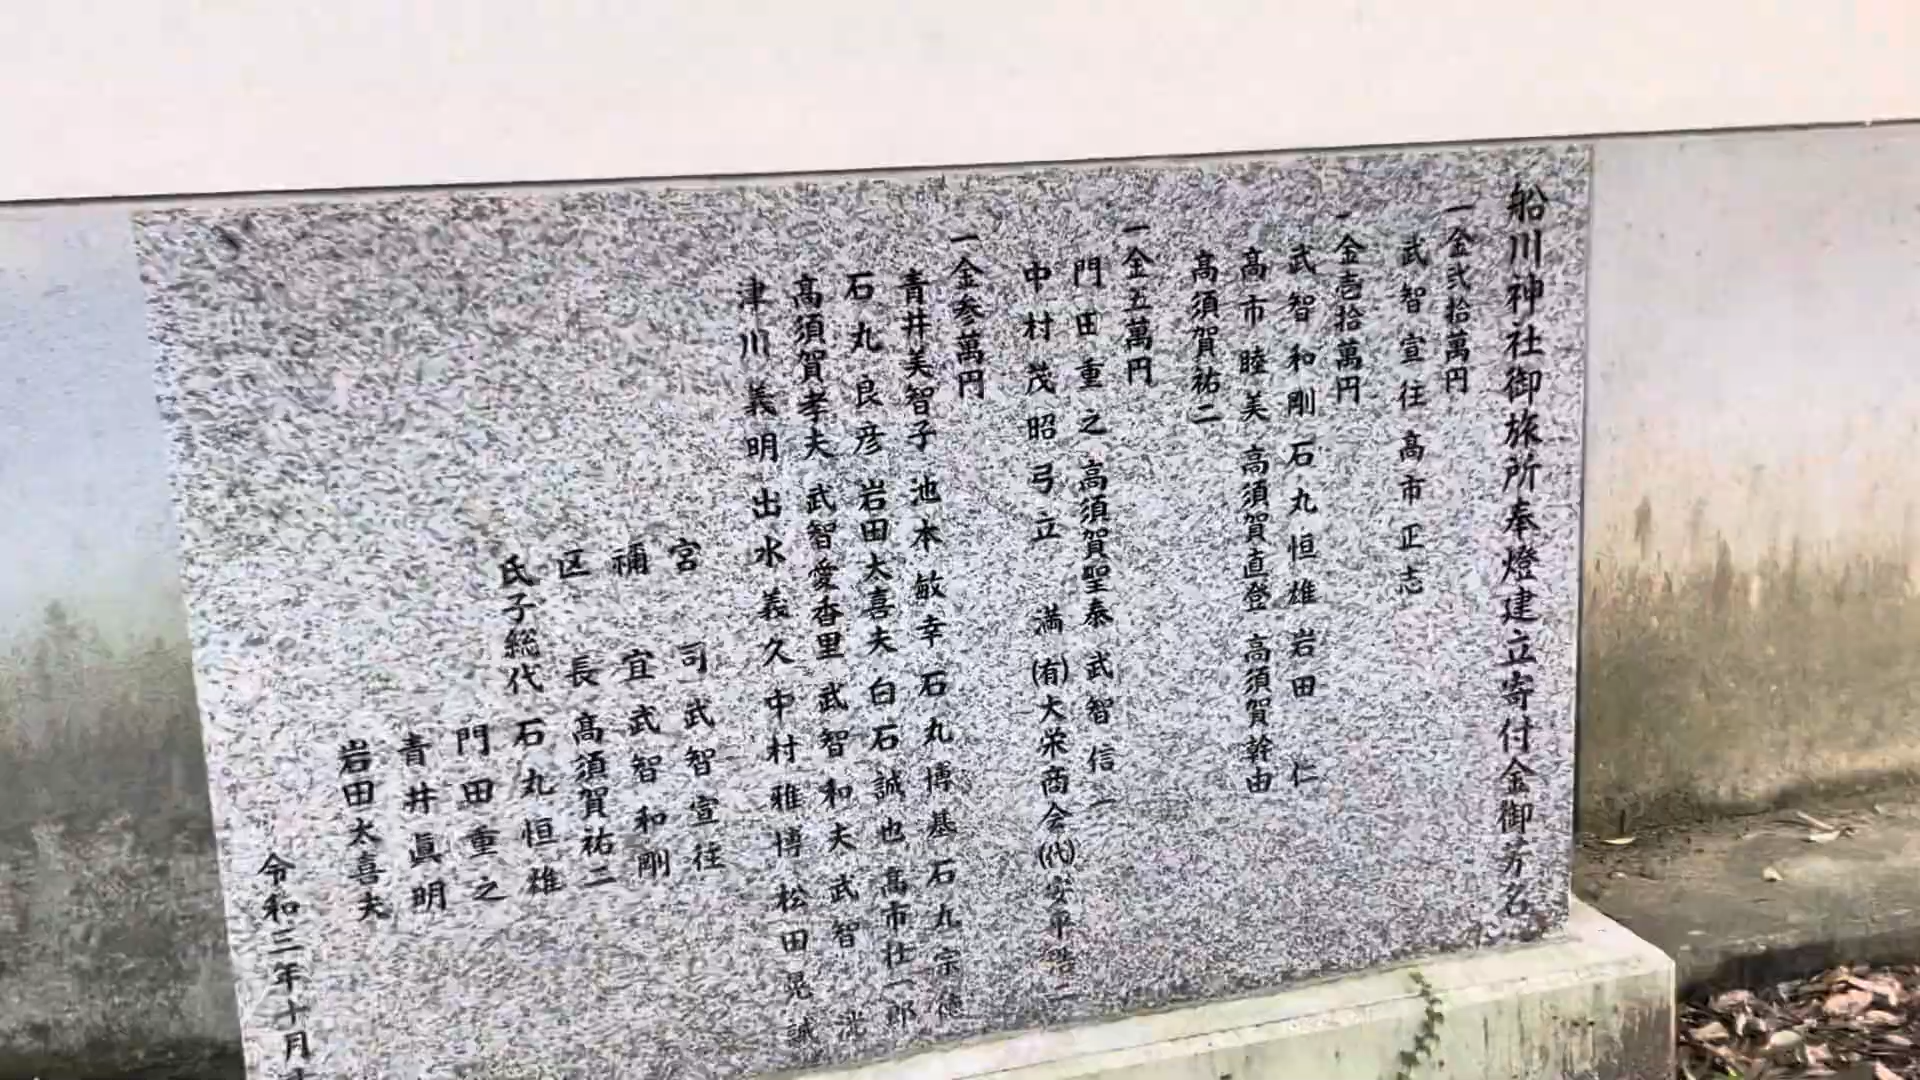 船川神社御旅所奉燈建立寄付金御芳名
一金弐拾萬円
武智宣往 高市正志
一金壱拾萬円
武智和剛 石丸恒雄 岩田仁
高市睦美 高須賀直登 高須賀幹由
高須賀祐二
一金五萬円
門田重之 高須賀聖泰 武智信一
中村茂昭 弓立満 (有)大栄商会(代)安平浩二
一金参萬円
青井美智子 池本敏幸 石丸博基 石丸宗徳
石丸良彦 岩田太喜夫 白石誠也 高市壮一郎
高須賀孝夫 武智愛香里 武智和夫 武智洸
津川義明 出水義久 中村雅博 松田晃誠
宮司 武智宣往
禰宜 武智和剛
区長 高須賀祐二
氏子総代 石丸恒雄
門田重之
青井眞明
岩田太喜夫
令和三年十月